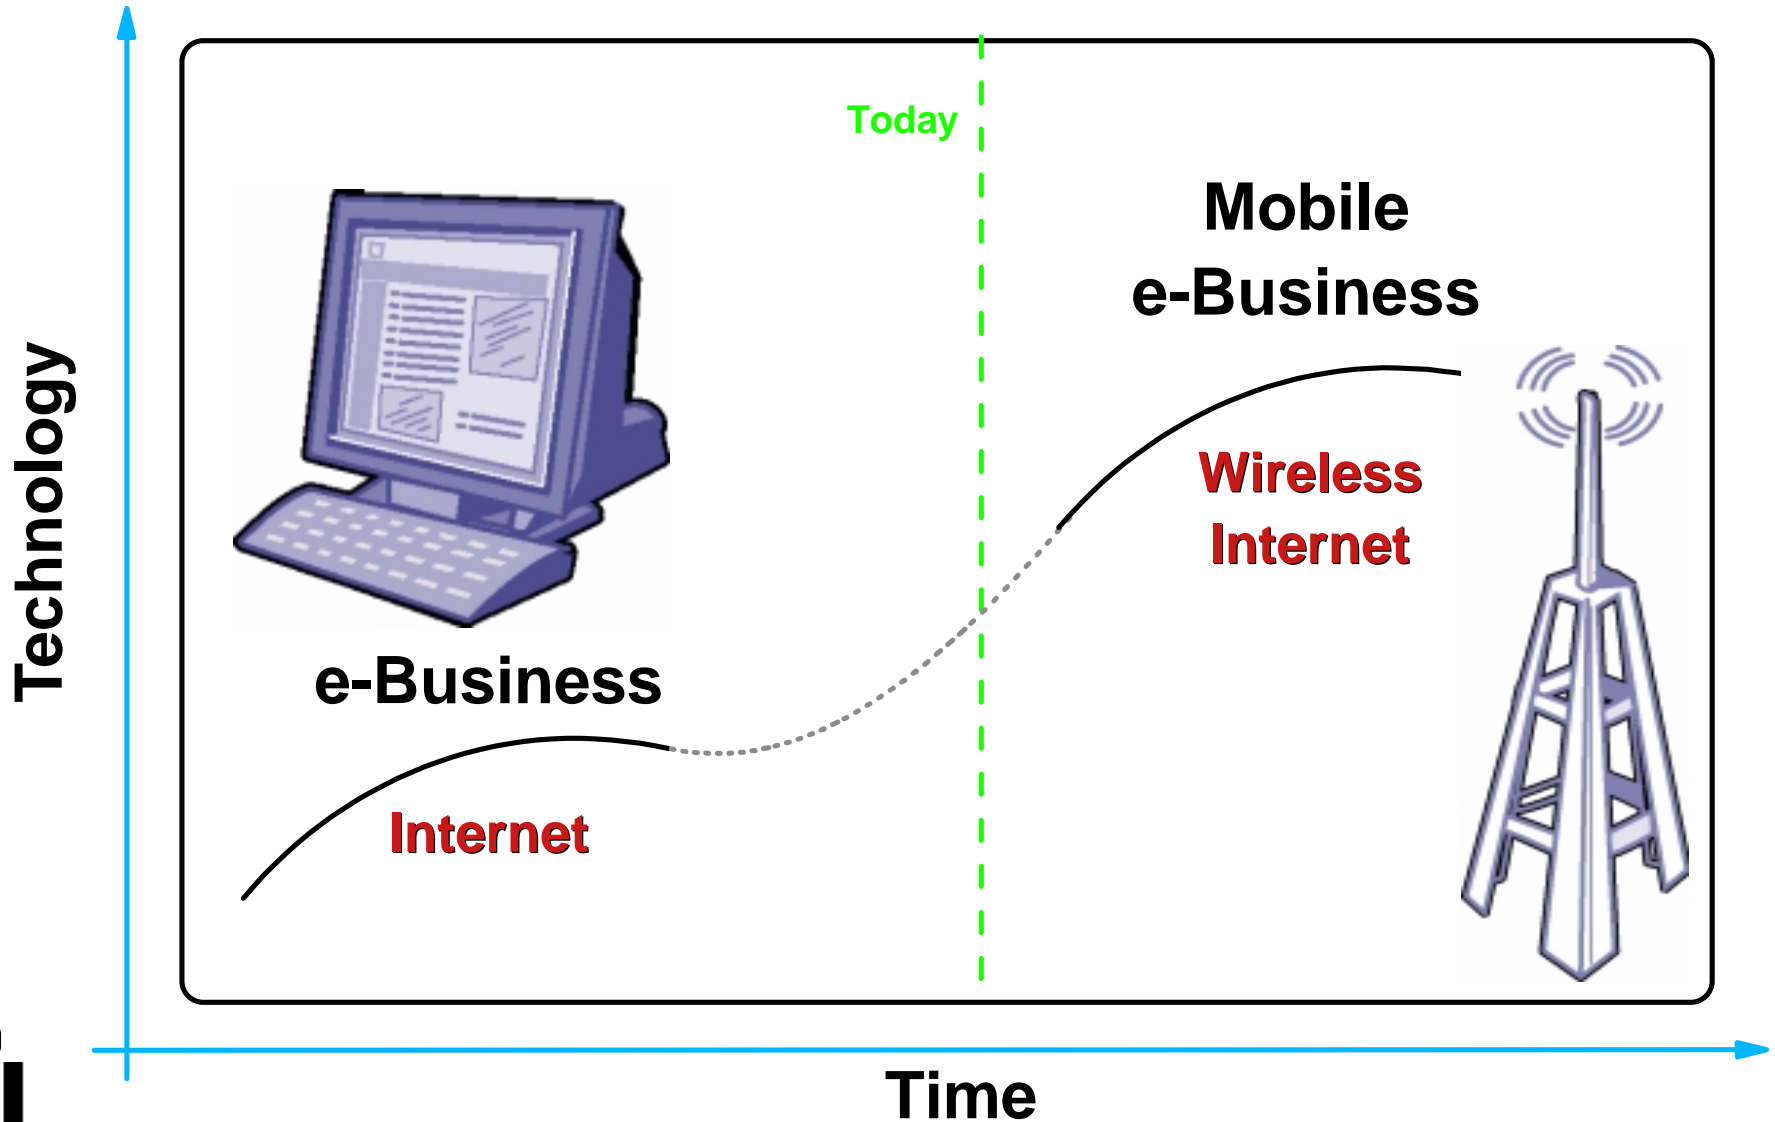 Today
Mobile
e-Business
Technology
Wireless
Internet
e-Business
Internet
Time